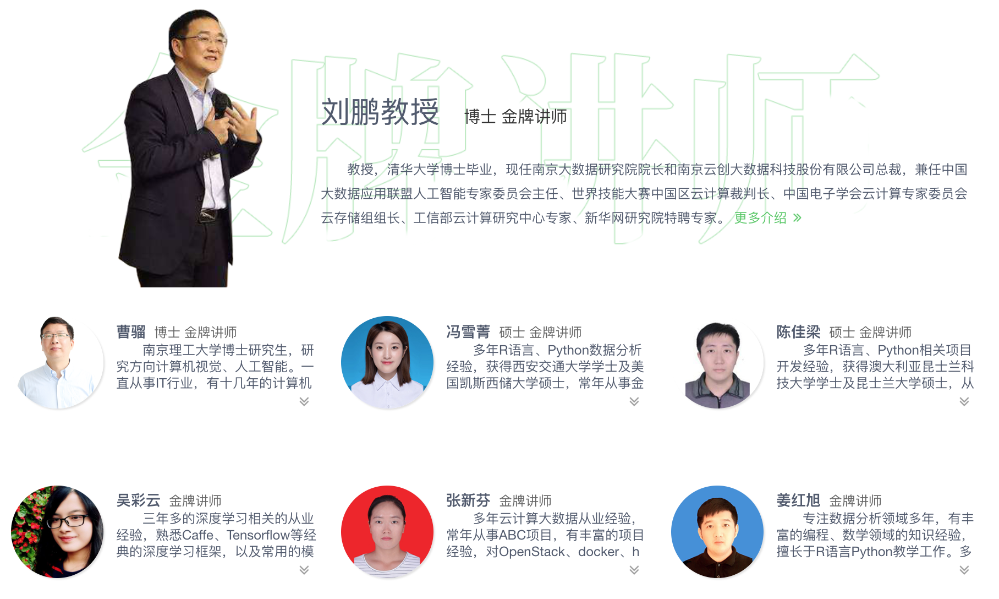 金牌讲师
刘鹏教授 博士 金牌讲师
教授，清华大学博士毕业，现任南京大数据研究院院长和南京云创大数据科技股份有限公司总裁，兼任中国
大数据应用联盟人工智能专家委员会主任、世界技能大赛中国区云计算裁判长、中国电子学会云计算专家委员会
云存储组组长、工信部云计算研究中心专家、新华网研究院特聘专家。 更多介绍 »
曹骝 博士 金牌讲师
南京理工大学博士研究生，研
究方向计算机视觉、人工智能。一
直从事IT行业，有十几年的计算机
冯雪菁 硕士 金牌讲师
多年R语言、Python数据分析
经验，获得西安交通大学学士及美
国凯斯西储大学硕士，常年从事金
陈佳梁 硕士 金牌讲师
多年R语言、Python相关项目
开发经验，获得澳大利亚昆士兰科
技大学学士及昆士兰大学硕士，从
吴彩云 金牌讲师
三年多的深度学习相关的从业
经验，熟悉Caffe、Tensorflow等经
典的深度学习框架，以及常用的模
张新芬 金牌讲师
多年云计算大数据从业经验，
常年从事ABC项目，有丰富的项目
经验，对OpenStack、docker、h
姜红旭 金牌讲师
专注数据分析领域多年，有丰
富的编程、数学领域的知识经验，
擅长于R语言Python教学工作。多